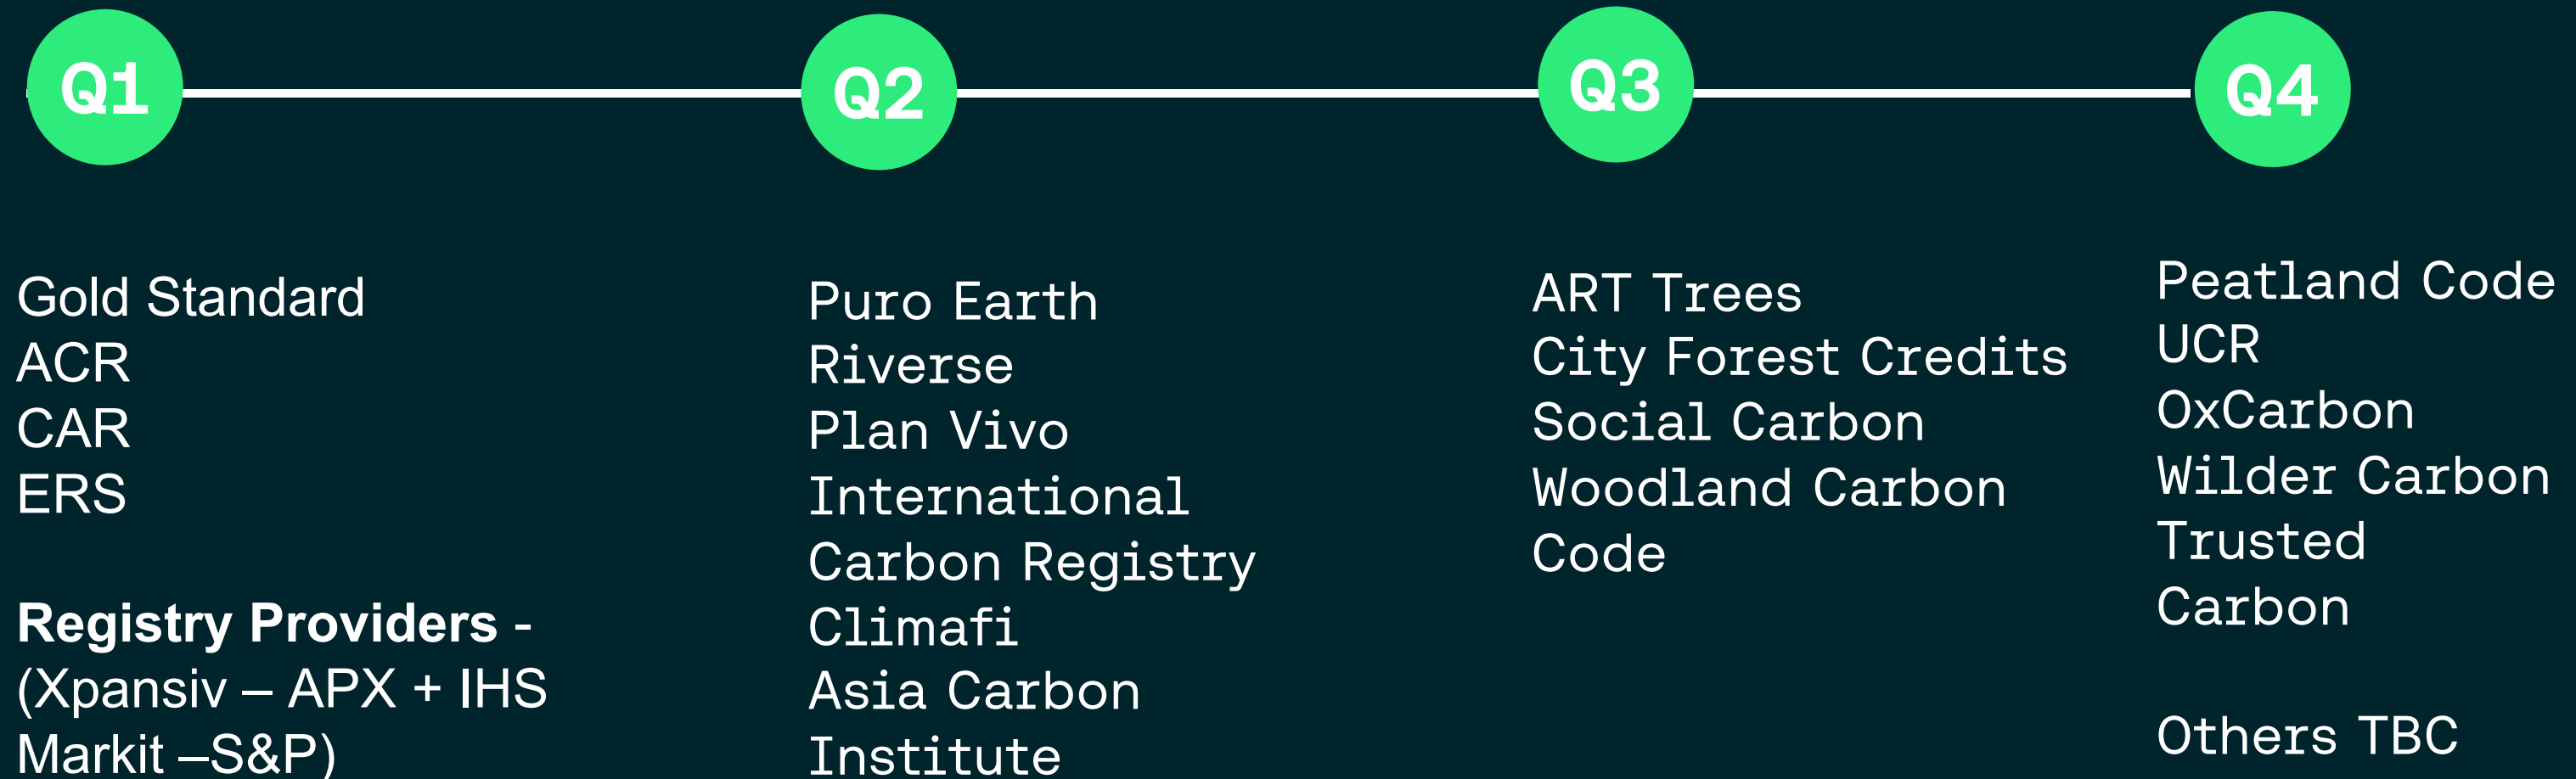 Q1
Q2
Q3
Q4
Gold Standard
ACR
CAR
ERS
Registry Providers -
(Xpansiv – APX + IHS
Markit –S&P)
Puro Earth
Riverse
Plan Vivo
International
Carbon Registry
Climafi
Asia Carbon
Institute
ART Trees
City Forest Credits
Social Carbon
Woodland Carbon
Code
Peatland Code
UCR
OxCarbon
Wilder Carbon
Trusted
Carbon
Others TBC